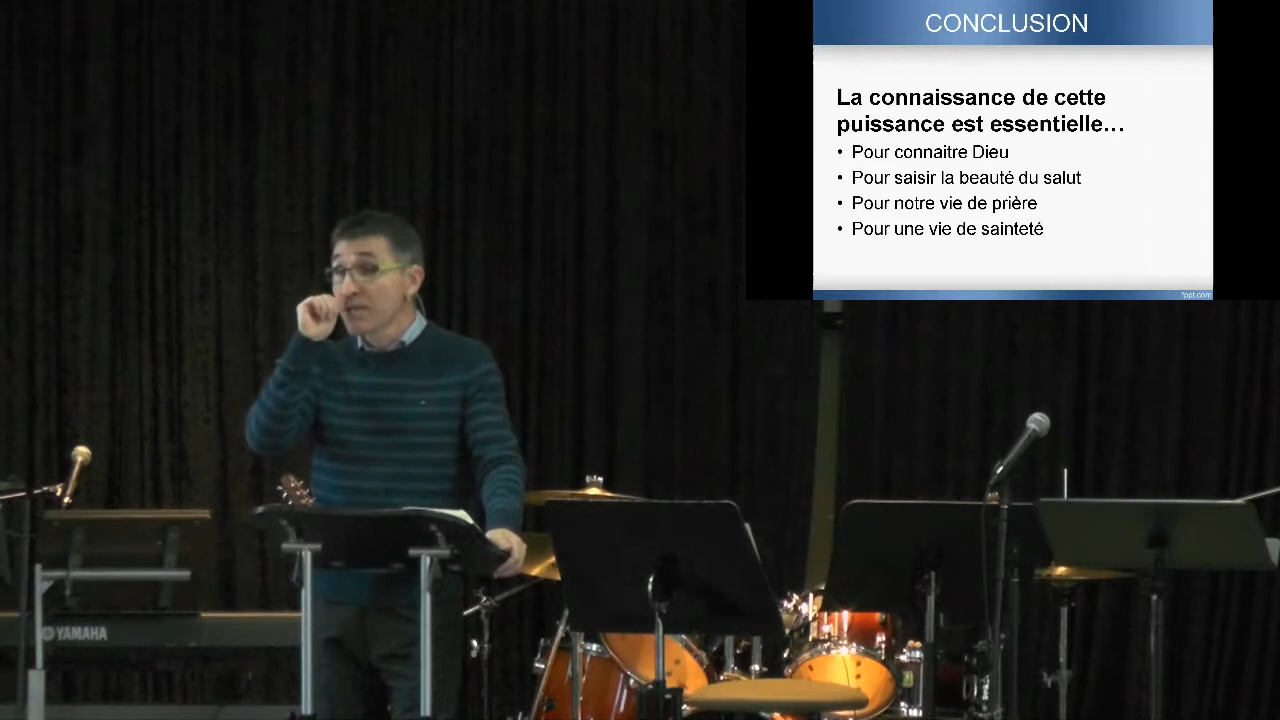 CONCLUSION
La connaissance de cette
puissance est essentielle…
• Pour connaitre Dieu
• Pour saisir la beauté du salut
• Pour notre vie de prière
• Pour une vie de sainteté
fppt.com
YAMAHA